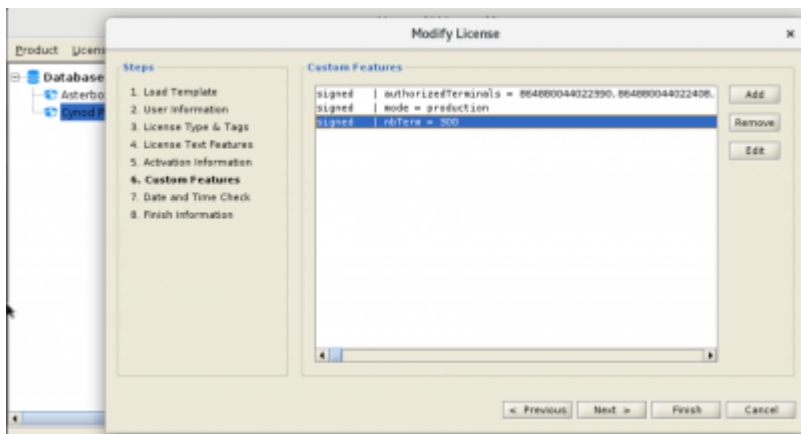 Modify License
Product Licens
Database
Asterbo
Cynod P
Steps
1. Load Template
2. User Information
3. License Type & Tags
4. License Text Features
5. Activation Information
6. Custom Features
7. Date and Time Check
8. Finish Information
Custom Features
signed | authorizedTerminals = 864880044022390, 864880044022408,
signed | mode = production
signed | nbTerm = 300
Add
Remove
Edit
< Previous
Next >
Finish
Cancel